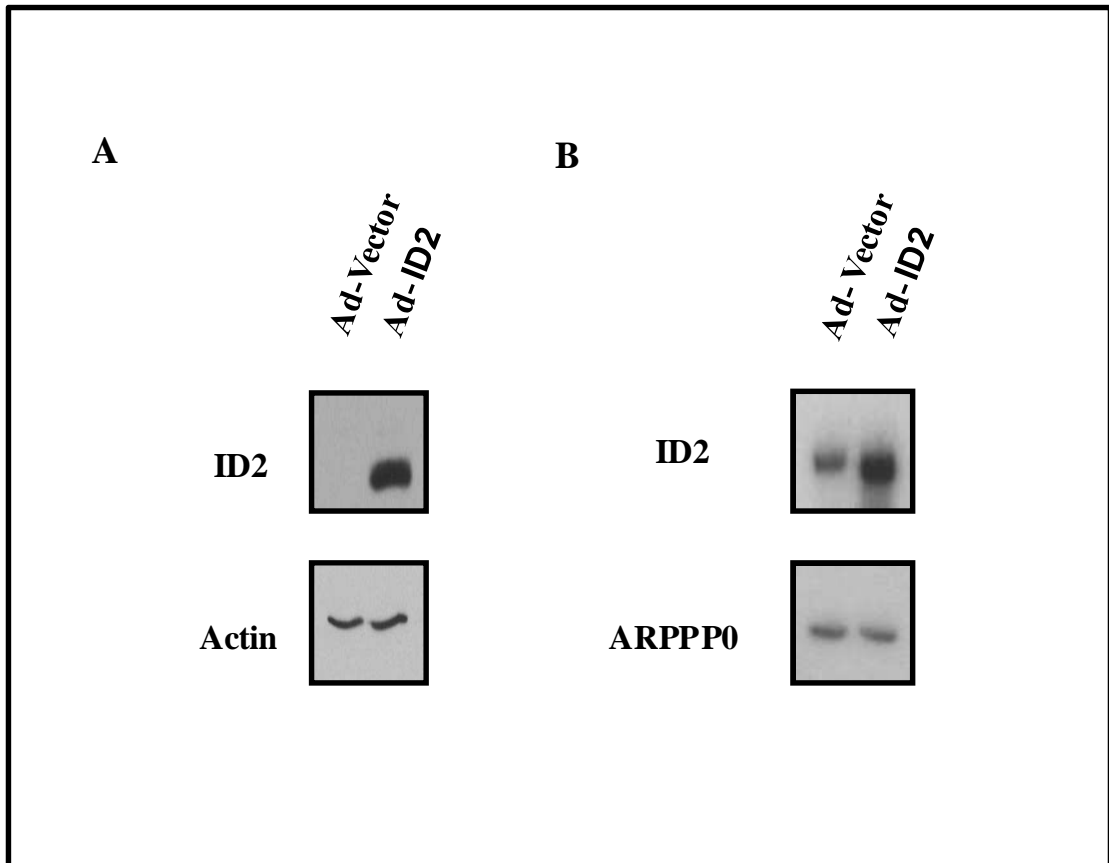 A
B
Ad-Vector
Ad-ID2
Ad-Vector
Ad-ID2
ID2
ID2
Actin
ARPPP0